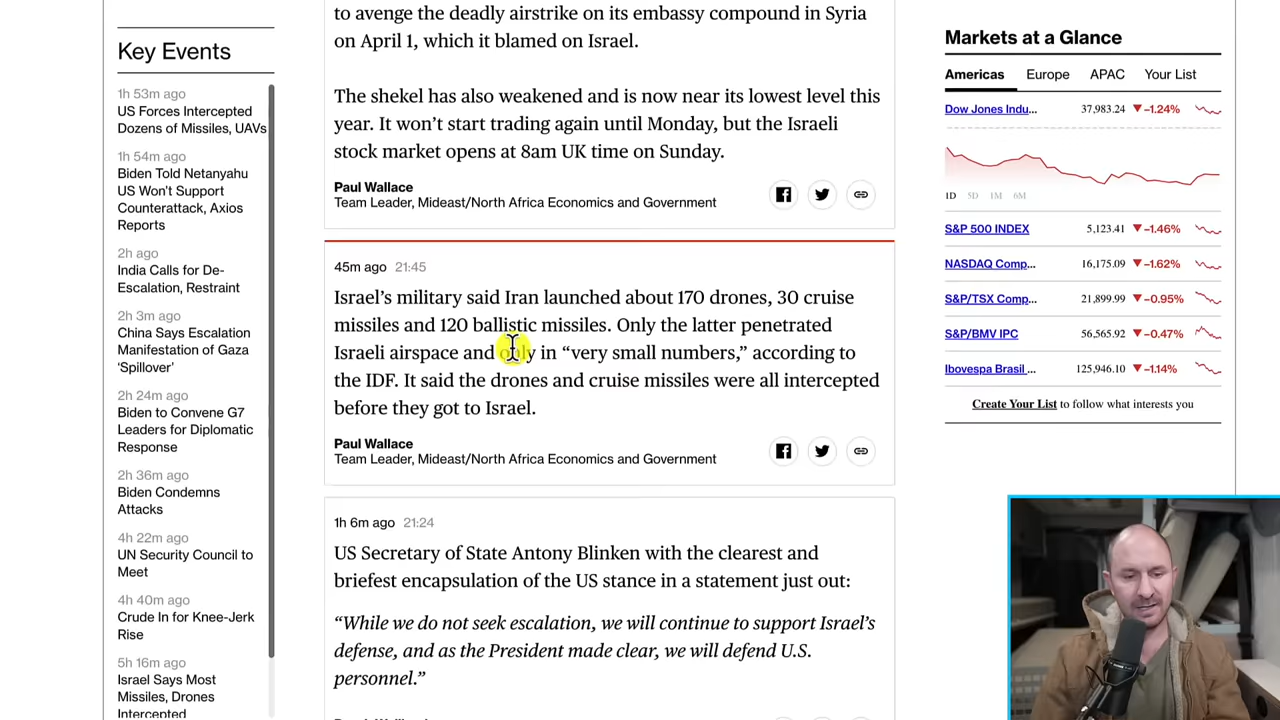 Key Events
1h 53m ago
US Forces Intercepted
Dozens of Missiles, UAVs
1h 54m ago
Biden Told Netanyahu
US Won't Support
Counterattack, Axios
Reports
2h ago
India Calls for De-
Escalation, Restraint
2h 3m ago
China Says Escalation
Manifestation of Gaza
'Spillover'
2h 24m ago
Biden to Convene G7
Leaders for Diplomatic
Response
2h 36m ago
Biden Condemns
Attacks
4h 22m ago
UN Security Council to
Meet
4h 40m ago
Crude In for Knee-Jerk
Rise
5h 16m ago
Israel Says Most
Missiles, Drones
Intercepted
to avenge the deadly airstrike on its embassy compound in Syria
on April 1, which it blamed on Israel.
The shekel has also weakened and is now near its lowest level this
year. It won't start trading again until Monday, but the Israeli
stock market opens at 8am UK time on Sunday.
Paul Wallace
Team Leader, Mideast/North Africa Economics and Government
45m ago 21:45
Israel's military said Iran launched about 170 drones, 30 cruise
missiles and 120 ballistic missiles. Only the latter penetrated
Israeli airspace and only in “very small numbers,” according to
the IDF. It said the drones and cruise missiles were all intercepted
before they got to Israel.
Paul Wallace
Team Leader, Mideast/North Africa Economics and Government
1h 6m ago 21:24
US Secretary of State Antony Blinken with the clearest and
briefest encapsulation of the US stance in a statement just out:
“While we do not seek escalation, we will continue to support Israel's
defense, and as the President made clear, we will defend U.S.
personnel.”
Markets at a Glance
Americas Europe APAC Your List
Dow Jones Indu... 37,983.24 ▼-1.24%
1D 5D 1M 6M
S&P 500 INDEX 5,123.41 ▼-1.46%
NASDAQ Comp... 16,175.09 ▼-1.62%
S&P/TSX Comp... 21,899.99 ▼-0.95%
S&P/BMV IPC 56,565.92 ▼-0.47%
Ibovespa Brasil ... 125,946.10 ▼-1.14%
Create Your List to follow what interests you